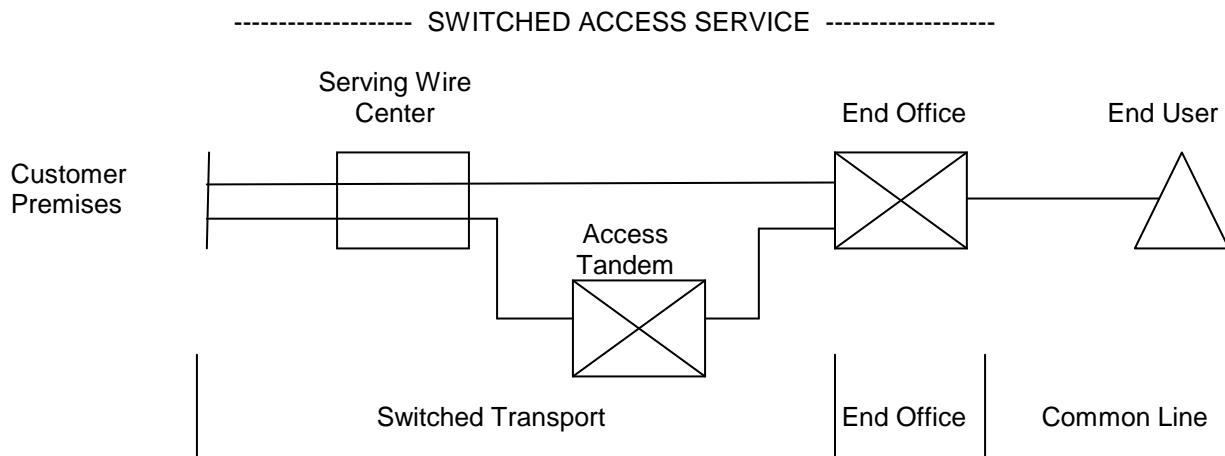 ------------------- SWITCHED ACCESS SERVICE ------------------
Serving Wire
Center
End Office
End User
Customer
Premises
Access
Tandem
Switched Transport
End Office
Common Line